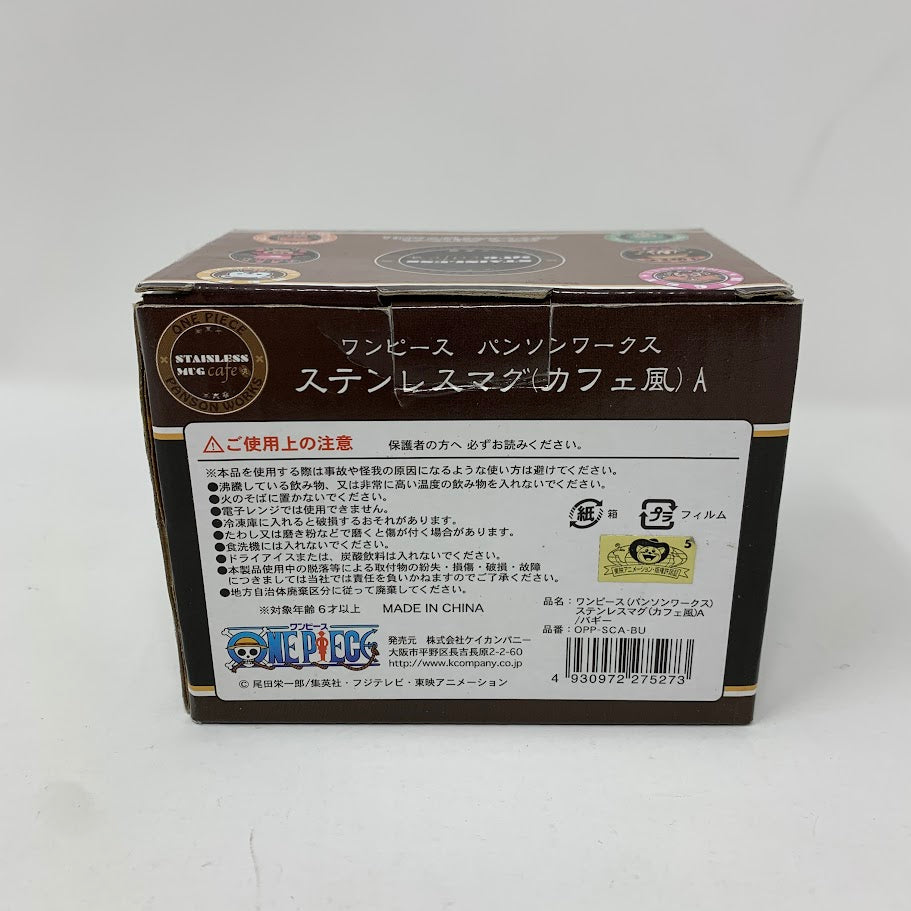 STAINLESS
ONE PIECE
STAINLESS
MUG cafe
PANSON WORKS
ワンピース パンソンワークス
ステンレスマグ(カフェ風)A
⚠ご使用上の注意 保護者の方へ 必ずお読みください。
※本品を使用する際は事故や怪我の原因になるような使い方は避けてください。
●沸騰している飲み物、又は非常に高い温度の飲み物を入れないでください。
●火のそばに置かないでください。
●電子レンジでは使用できません。
●冷凍庫に入れると破損するおそれがあります。
●たわし又は磨き粉などで磨くと傷が付く場合があります。
●食洗機には入れないでください。
●ドライアイスまたは、炭酸飲料は入れないでください。
●本製品使用中の脱落等による取付物の紛失・損傷・破損・故障
につきましては当社では責任を負いかねますのでご了承ください。
●地方自治体廃棄区分に従って廃棄してください。
※対象年齢6才以上 MADE IN CHINA
紙 箱 プラ フィルム
5
ワンピース
ONE PIECE
発売元 株式会社ケイカンパニー
大阪市平野区長吉長原2-2-60
http://www.kcompany.co.jp
© 尾田栄一郎/集英社・フジテレビ・東映アニメーション
品名：ワンピース(パンソンワークス)
ステンレスマグ(カフェ風)A
/バギー
品番：OPP-SCA-BU
4 930972 275273